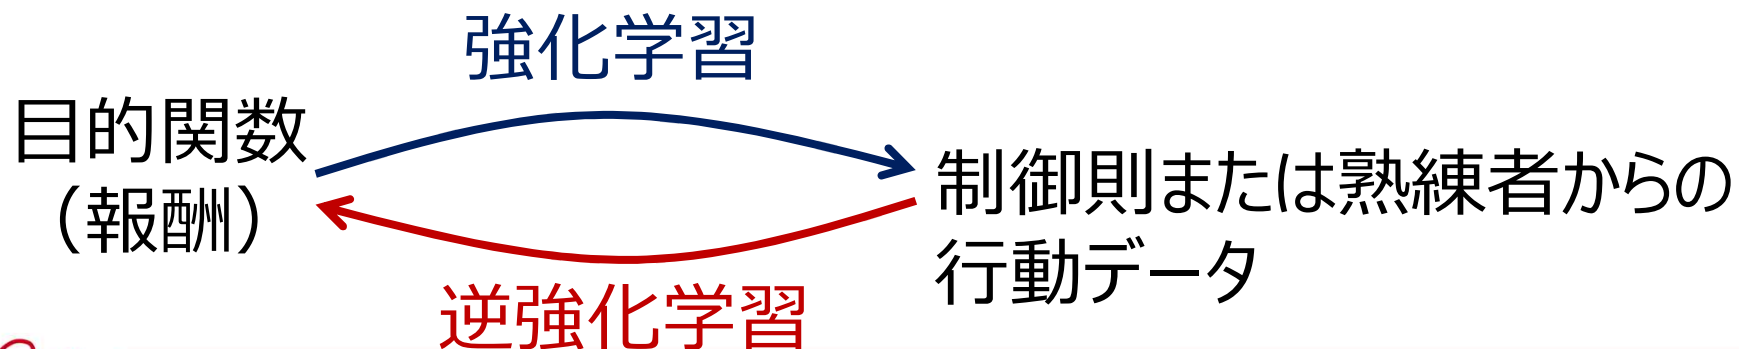 強化学習
目的関数
（報酬）
制御則または熟練者からの
行動データ
逆強化学習